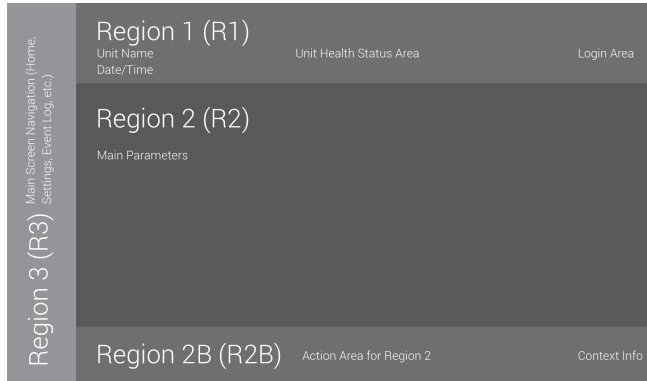 Region 3 (R3)
Main Screen Navigation (Home,
Settings, Event Log, etc.)
Region 1 (R1)
Unit Name
Date/Time
Unit Health Status Area
Login Area
Region 2 (R2)
Main Parameters
Region 2B (R2B)
Action Area for Region 2
Context Info